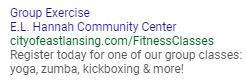 Group Exercise
E.L. Hannah Community Center
cityofeastlansing.com/FitnessClasses
Register today for one of our group classes:
yoga, zumba, kickboxing & more!